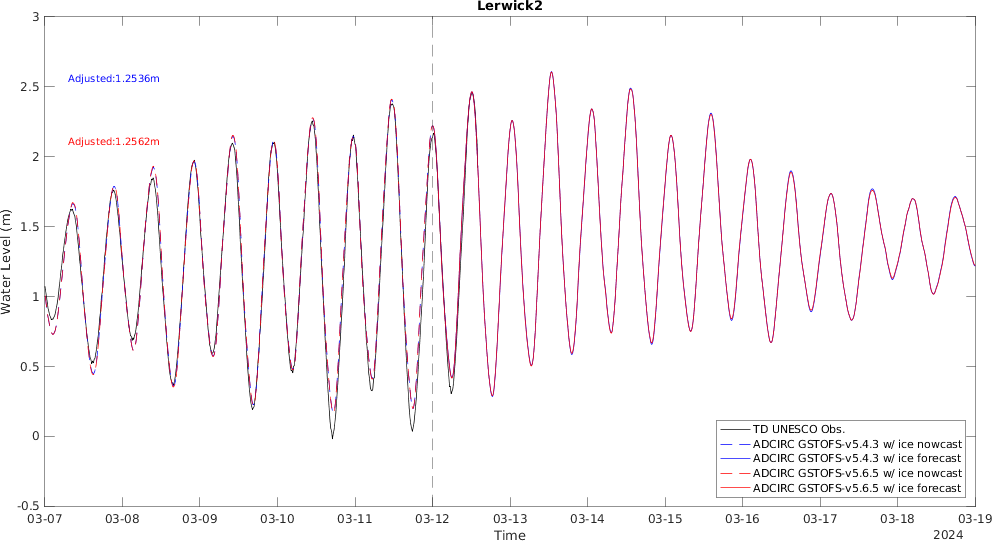 Lerwick2
3
2.5
2
1.5
1
0.5
0
-0.5
Water Level (m)
Adjusted:1.2536m
Adjusted:1.2562m
TD UNESCO Obs.
ADCIRC GSTOFS-v5.4.3 w/ ice nowcast
ADCIRC GSTOFS-v5.4.3 w/ ice forecast
ADCIRC GSTOFS-v5.6.5 w/ ice nowcast
ADCIRC GSTOFS-v5.6.5 w/ ice forecast
03-07 03-08 03-09 03-10 03-11 03-12 03-13 03-14 03-15 03-16 03-17 03-18 03-19
Time
2024